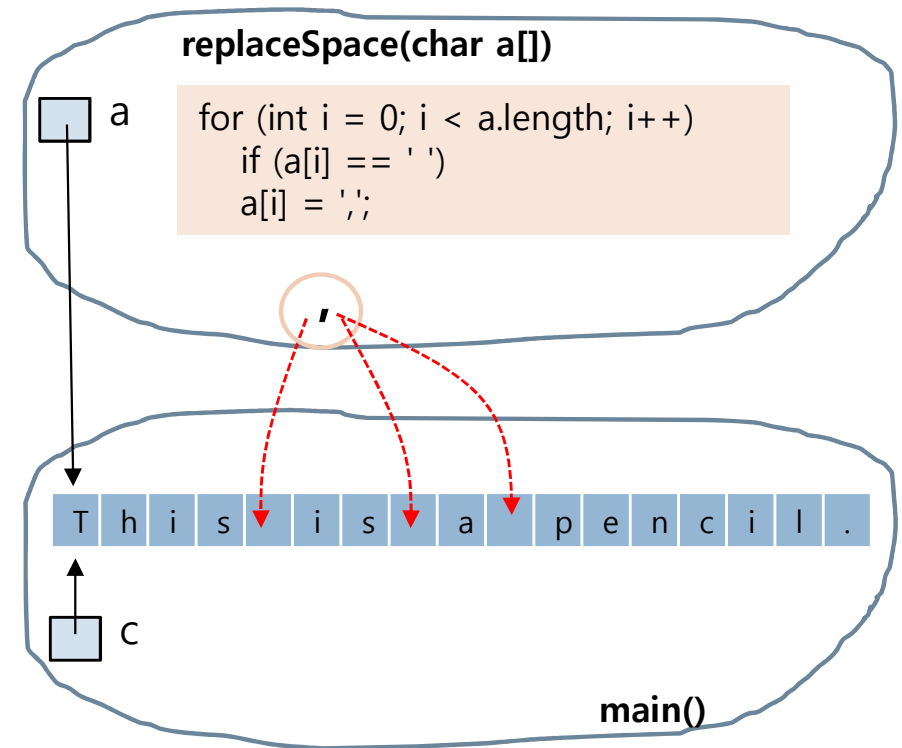 replaceSpace(char a[])
a
for (int i = 0; i < a.length; i++)
if (a[i] == ' ')
a[i] = ',';
,
T h i s i s a p e n c i l .
c
main()